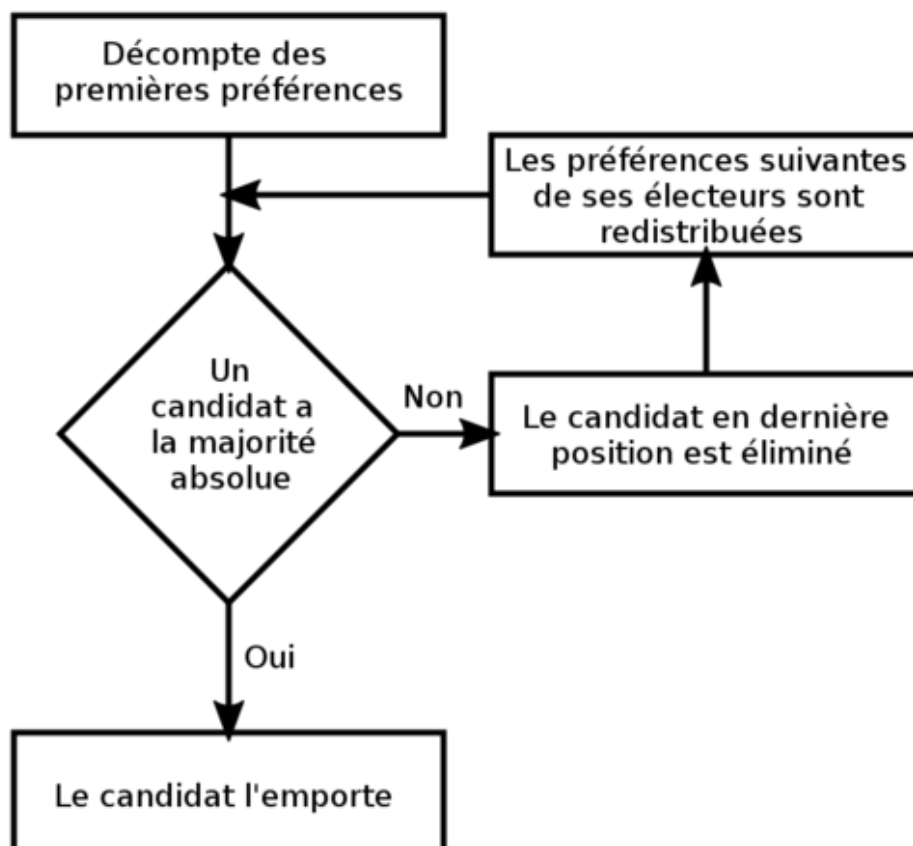 Décompte des
premières préférences
Les préférences suivantes
de ses électeurs sont
redistribuées
Un
candidat a
la majorité
absolue
Non
Le candidat en dernière
position est éliminé
Oui
Le candidat l'emporte